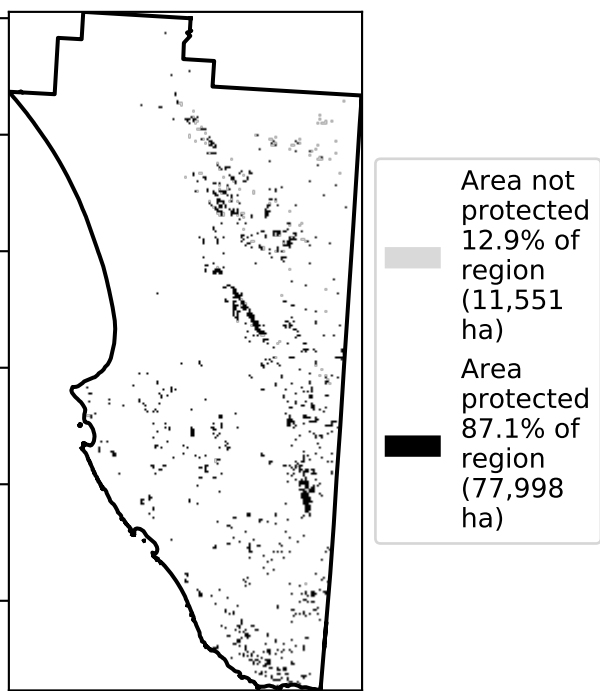 Area not
protected
12.9% of
region
(11,551
ha)
Area
protected
87.1% of
region
(77,998
ha)